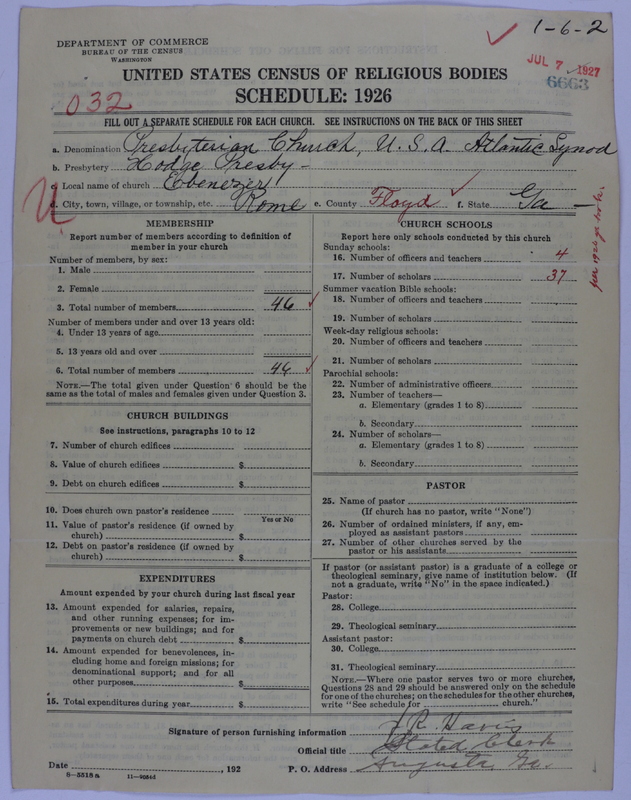 1-6-2
DEPARTMENT OF COMMERCE
BUREAU OF THE CENSUS
WASHINGTON
JUL 7 1927
6663
UNITED STATES CENSUS OF RELIGIOUS BODIES
SCHEDULE: 1926
032
FILL OUT A SEPARATE SCHEDULE FOR EACH CHURCH. SEE INSTRUCTIONS ON THE BACK OF THIS SHEET
a. Denomination Presbyterian Church, U.S.A. Atlantic Synod
b. Presbytery Hodge Presby-
c. Local name of church Ebenezer
d. City, town, village, or township, etc. Rome e. County Floyd f. State Ga
MEMBERSHIP
Report number of members according to definition of
member in your church
Number of members, by sex:
1. Male
2. Female
3. Total number of members 46
Number of members under and over 13 years old:
4. Under 13 years of age
5. 13 years old and over
6. Total number of members 46
NOTE.—The total given under Question 6 should be the
same as the total of males and females given under Question 3.
CHURCH BUILDINGS
See instructions, paragraphs 10 to 12
7. Number of church edifices
8. Value of church edifices $
9. Debt on church edifices $
10. Does church own pastor's residence
Yes or No
11. Value of pastor's residence (if owned by
church) $
12. Debt on pastor's residence (if owned by
church) $
EXPENDITURES
Amount expended by your church during last fiscal year
13. Amount expended for salaries, repairs,
and other running expenses; for im-
provements or new buildings; and for
payments on church debt $
14. Amount expended for benevolences, in-
cluding home and foreign missions; for
denominational support; and for all
other purposes $
15. Total expenditures during year $
CHURCH SCHOOLS
Report here only schools conducted by this church
Sunday schools:
16. Number of officers and teachers 4
17. Number of scholars 37
Summer vacation Bible schools:
18. Number of officers and teachers
19. Number of scholars
Week-day religious schools:
20. Number of officers and teachers
21. Number of scholars
Parochial schools:
22. Number of administrative officers
23. Number of teachers—
a. Elementary (grades 1 to 8)
b. Secondary
24. Number of scholars—
a. Elementary (grades 1 to 8)
b. Secondary
PASTOR
25. Name of pastor
(If church has no pastor, write "None")
26. Number of ordained ministers, if any, em-
ployed as assistant pastors
27. Number of other churches served by the
pastor or his assistants
If pastor (or assistant pastor) is a graduate of a college or
theological seminary, give name of institution below. (If
not a graduate, write "No" in the space indicated.)
Pastor:
28. College
29. Theological seminary
Assistant pastor:
30. College
31. Theological seminary
NOTE.—Where one pastor serves two or more churches,
Questions 28 and 29 should be answered only on the schedule
for one of the churches; on the schedules for the other churches,
write "See schedule for church."
Signature of person furnishing information R. Harris
Official title Stated Clerk
Date , 192 P. O. Address Augusta, Ga.
8-5518 a 11-9054d